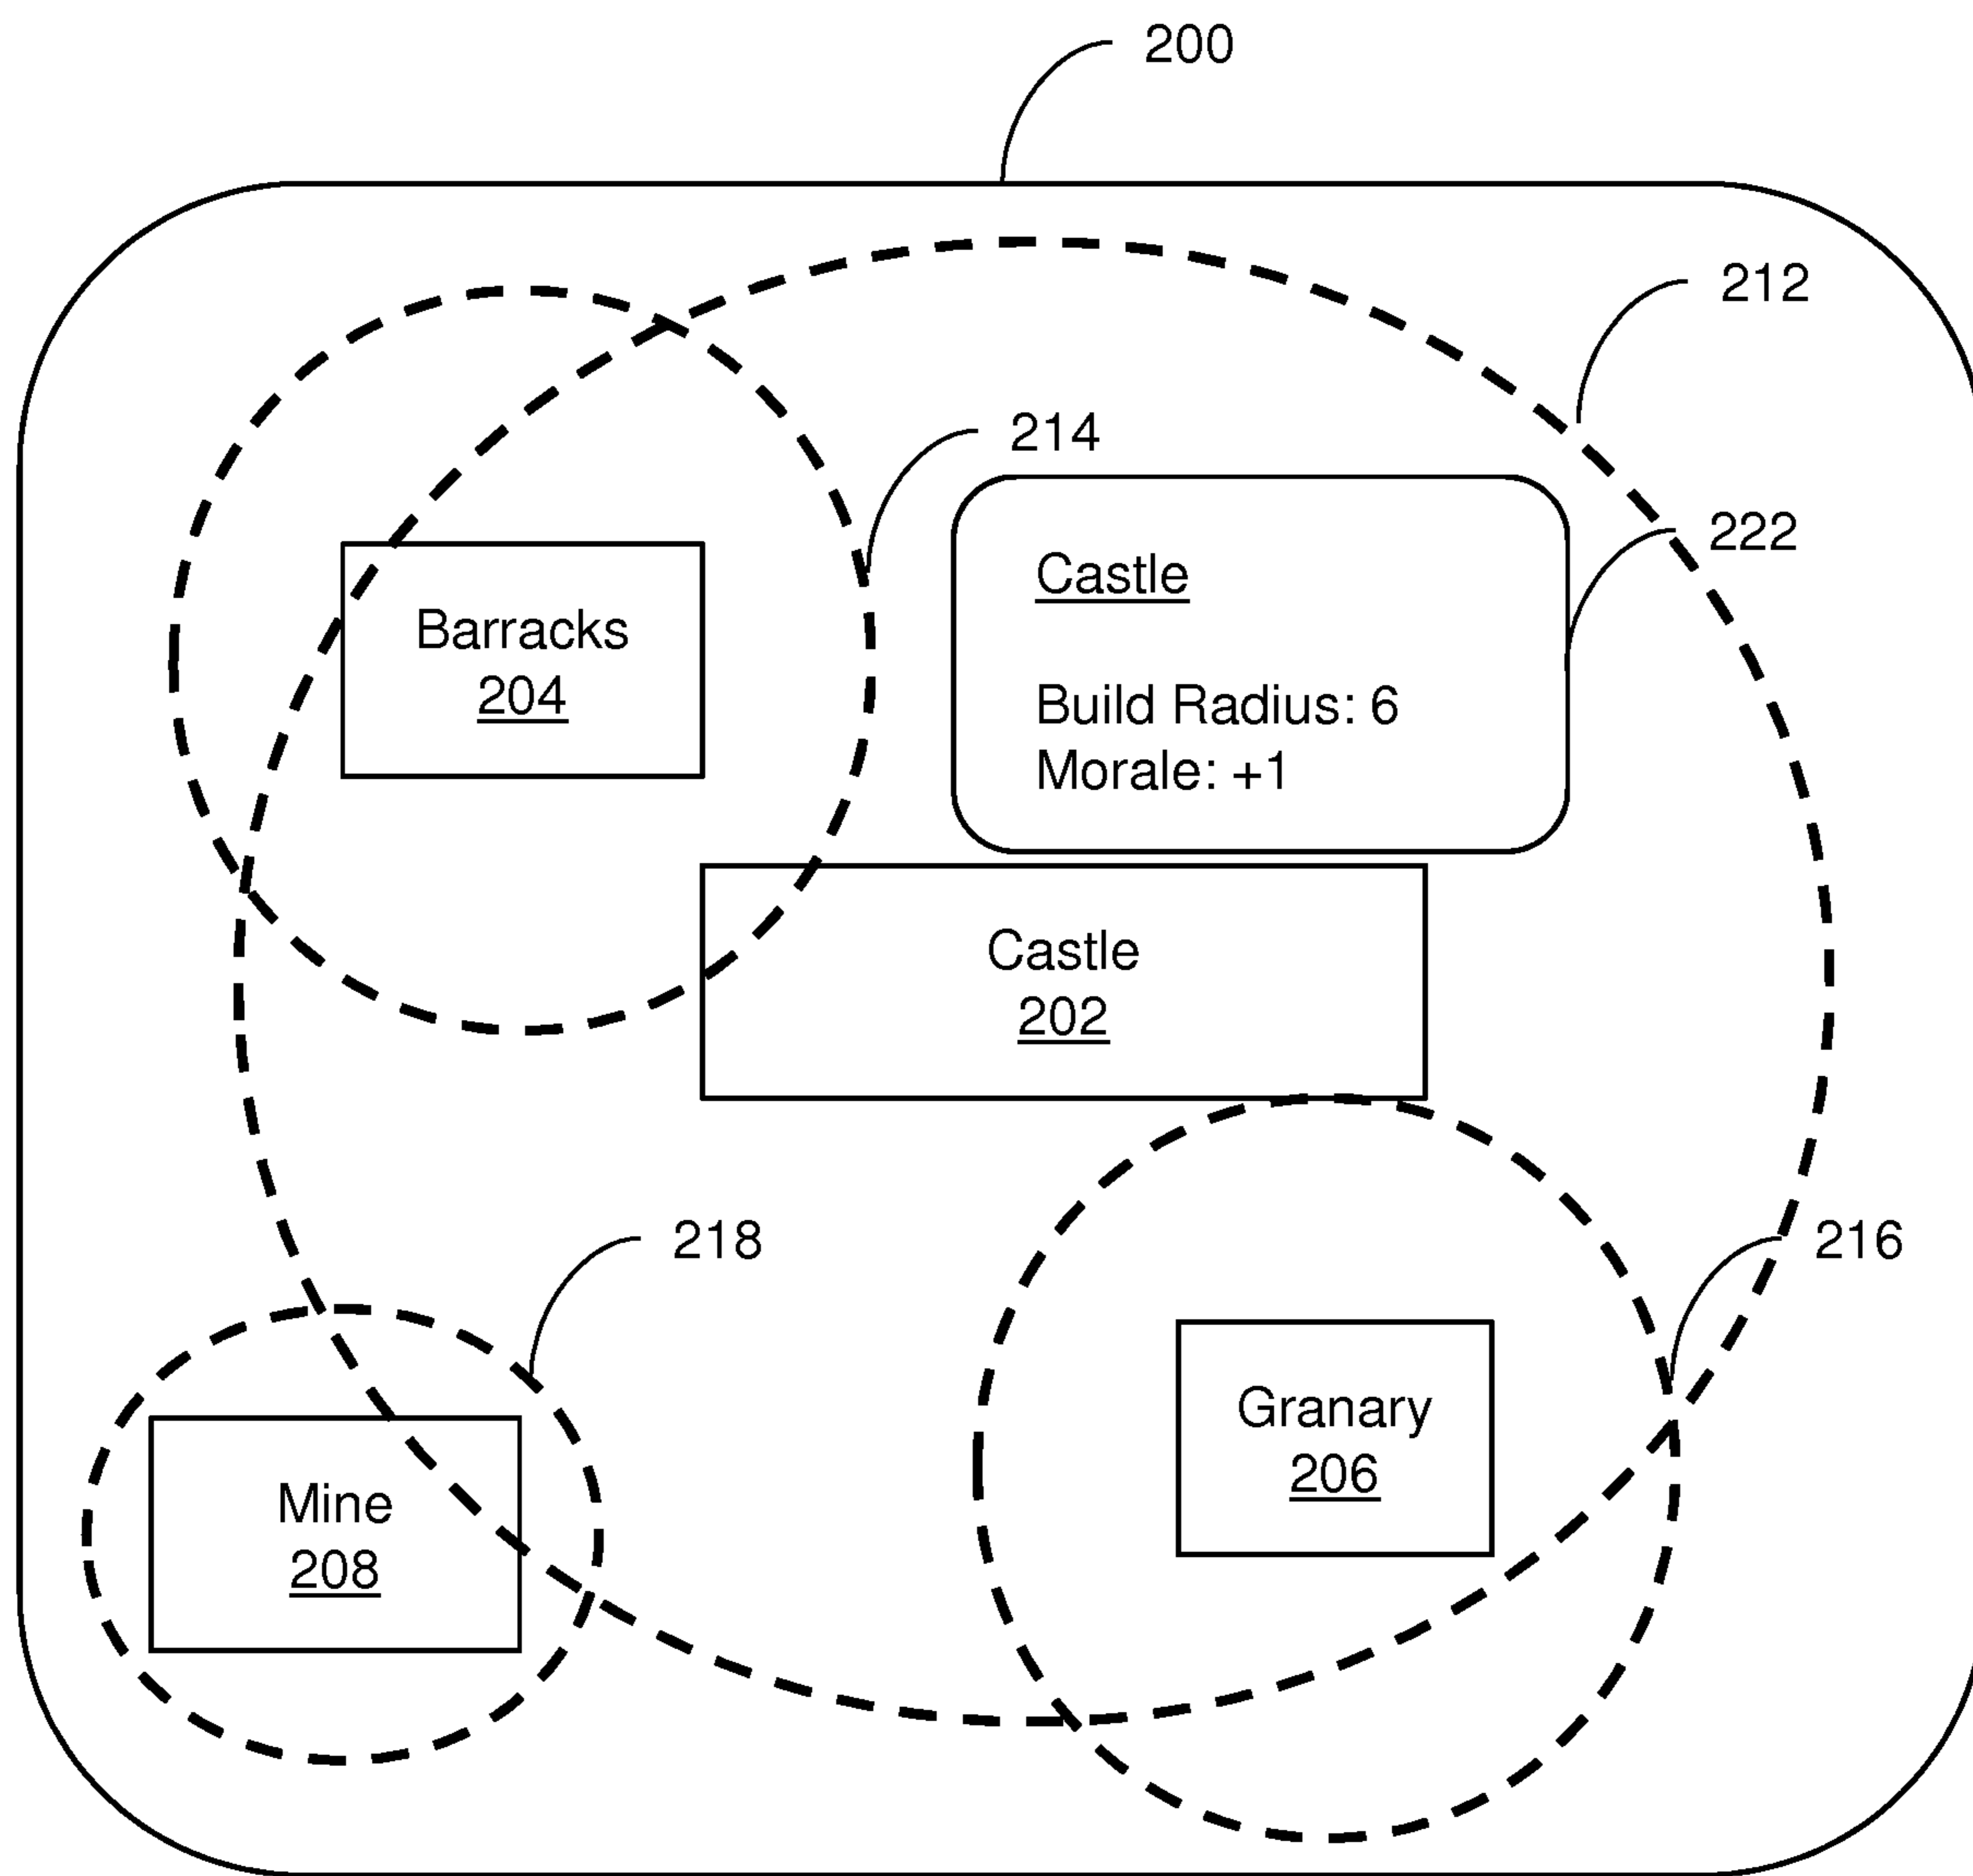 200
212
214
222
Castle
Build Radius: 6
Morale: +1
Barracks
204
Castle
202
218
216
Granary
206
Mine
208